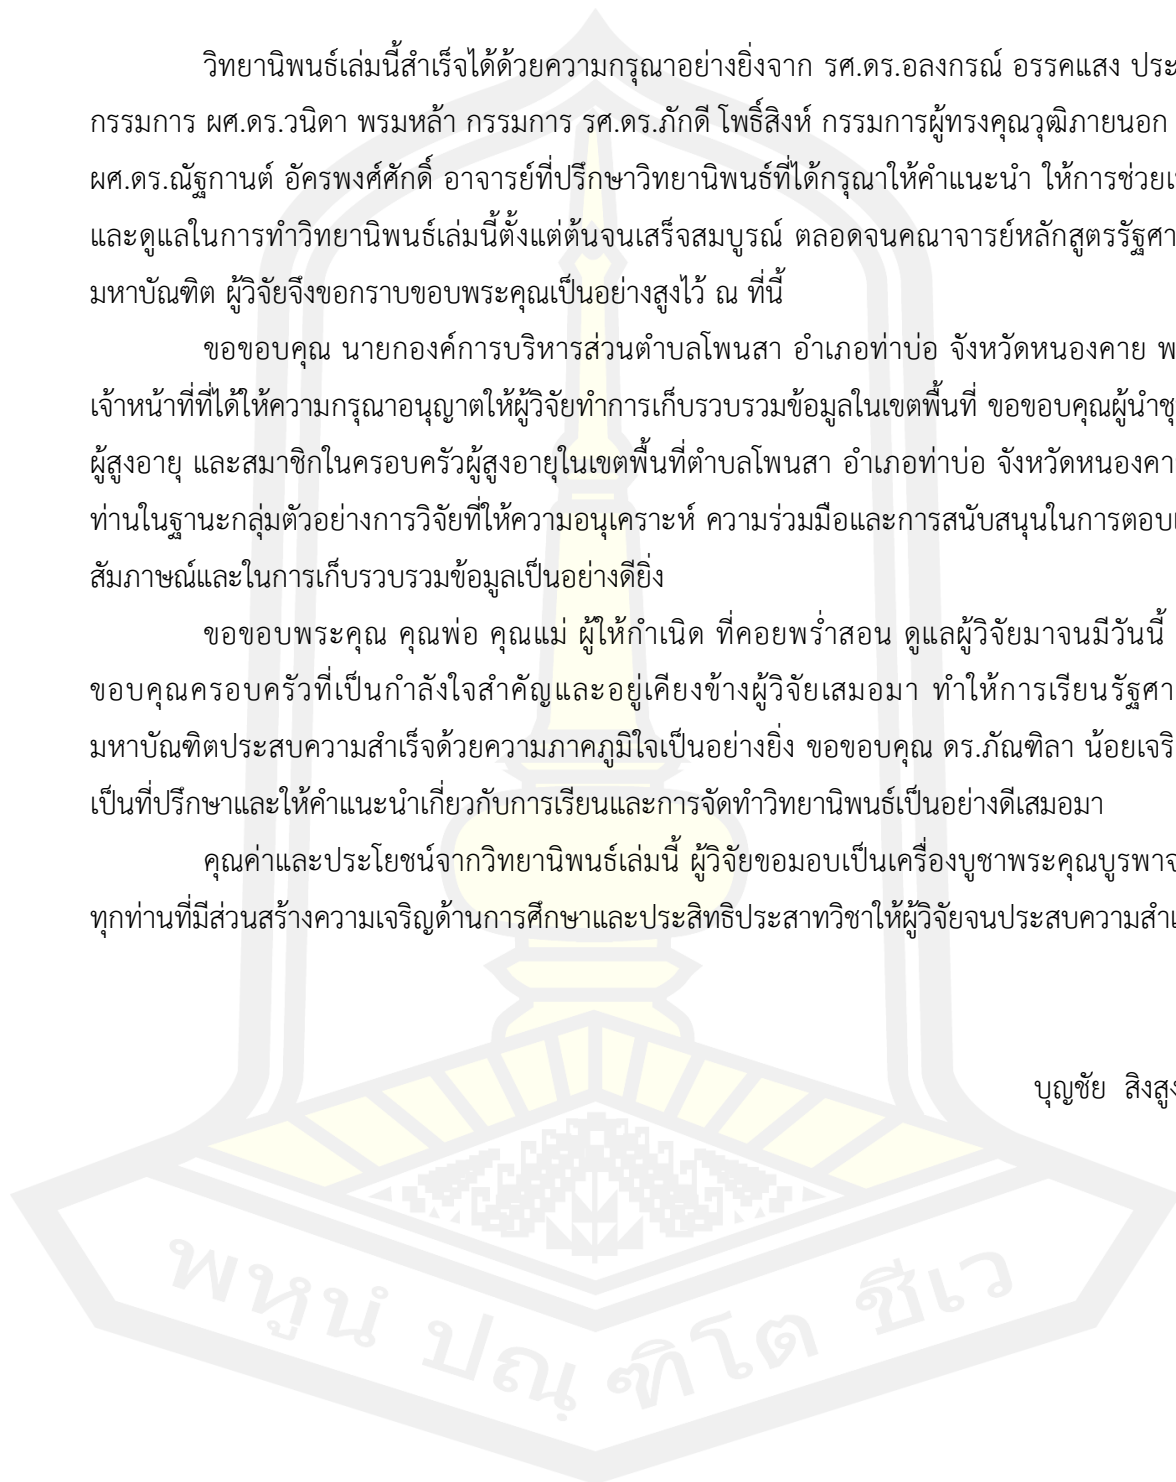 วิทยานิพนธ์เล่มนี้สำเร็จได้ด้วยความกรุณาอย่างยิ่งจาก รศ.ดร.อลงกรณ์ อรรคแสง ประ
กรรมการ ผศ.ดร.วนิดา พรมหล้า กรรมการ รศ.ดร.ภักดี โพธิ์สิงห์ กรรมการผู้ทรงคุณวุฒิภายนอก
ผศ.ดร.ณัฐกานต์ อัครพงศ์ศักดิ์ อาจารย์ที่ปรึกษาวิทยานิพนธ์ที่ได้กรุณาให้คำแนะนำ ให้การช่วยเ
และดูแลในการทำวิทยานิพนธ์เล่มนี้ตั้งแต่ต้นจนเสร็จสมบูรณ์ ตลอดจนคณาจารย์หลักสูตรรัฐศา
มหาบัณฑิต ผู้วิจัยจึงขอกราบขอบพระคุณเป็นอย่างสูงไว้ ณ ที่นี้
ขอขอบคุณ นายกองค์การบริหารส่วนตำบลโพนสา อำเภอท่าบ่อ จังหวัดหนองคาย พ
เจ้าหน้าที่ที่ได้ให้ความกรุณาอนุญาตให้ผู้วิจัยทำการเก็บรวบรวมข้อมูลในเขตพื้นที่ ขอขอบคุณผู้นำชุ
ผู้สูงอายุ และสมาชิกในครอบครัวผู้สูงอายุในเขตพื้นที่ตำบลโพนสา อำเภอท่าบ่อ จังหวัดหนองคา
ท่านในฐานะกลุ่มตัวอย่างการวิจัยที่ให้ความอนุเคราะห์ ความร่วมมือและการสนับสนุนในการตอบเ
สัมภาษณ์และในการเก็บรวบรวมข้อมูลเป็นอย่างดียิ่ง
ขอขอบพระคุณ คุณพ่อ คุณแม่ ผู้ให้กำเนิด ที่คอยพร่ำสอน ดูแลผู้วิจัยมาจนมีวันนี้
ขอบคุณครอบครัวที่เป็นกำลังใจสำคัญและอยู่เคียงข้างผู้วิจัยเสมอมา ทำให้การเรียนรัฐศา
มหาบัณฑิตประสบความสำเร็จด้วยความภาคภูมิใจเป็นอย่างยิ่ง ขอขอบคุณ ดร.ภัณฑิลา น้อยเจริ
เป็นที่ปรึกษาและให้คำแนะนำเกี่ยวกับการเรียนและการจัดทำวิทยานิพนธ์เป็นอย่างดีเสมอมา
คุณค่าและประโยชน์จากวิทยานิพนธ์เล่มนี้ ผู้วิจัยขอมอบเป็นเครื่องบูชาพระคุณบูรพาจ
ทุกท่านที่มีส่วนสร้างความเจริญด้านการศึกษาและประสิทธิประสาทวิชาให้ผู้วิจัยจนประสบความสำเ
บุญชัย สิงสูง
พหูนํ ปณฺฑิโต ชีเว